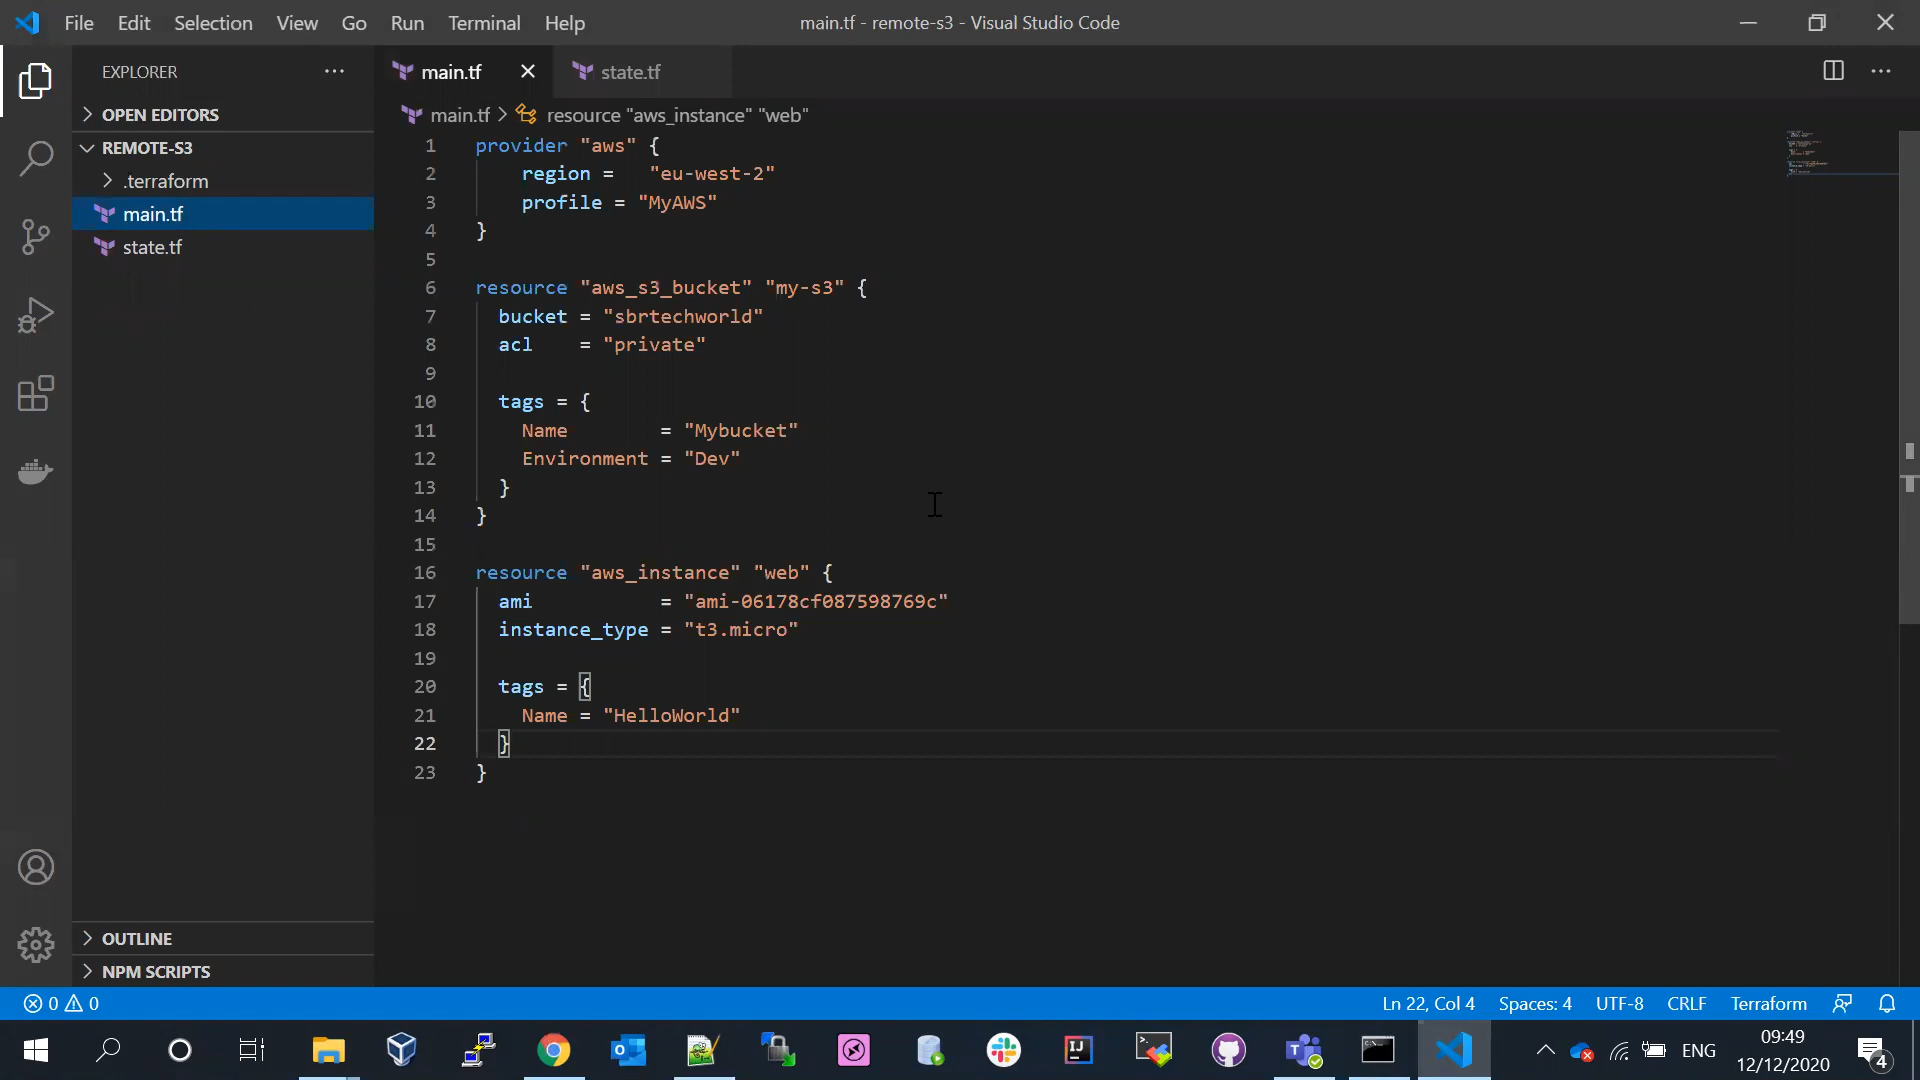 File Edit Selection View Go Run Terminal Help
main.tf - remote-s3 - Visual Studio Code
EXPLORER
OPEN EDITORS
REMOTE-S3
.terraform
main.tf
state.tf
OUTLINE
NPM SCRIPTS
main.tf
state.tf
main.tf > resource "aws_instance" "web"
1 provider "aws" {
2 region = "eu-west-2"
3 profile = "MyAWS"
4 }
5
6 resource "aws_s3_bucket" "my-s3" {
7 bucket = "sbrtechworld"
8 acl = "private"
9
10 tags = {
11 Name = "Mybucket"
12 Environment = "Dev"
13 }
14 }
15
16 resource "aws_instance" "web" {
17 ami = "ami-06178cf087598769c"
18 instance_type = "t3.micro"
19
20 tags = {
21 Name = "HelloWorld"
22 }
23 }
0 0
Ln 22, Col 4 Spaces: 4 UTF-8 CRLF Terraform
ENG
09:49
12/12/2020
4